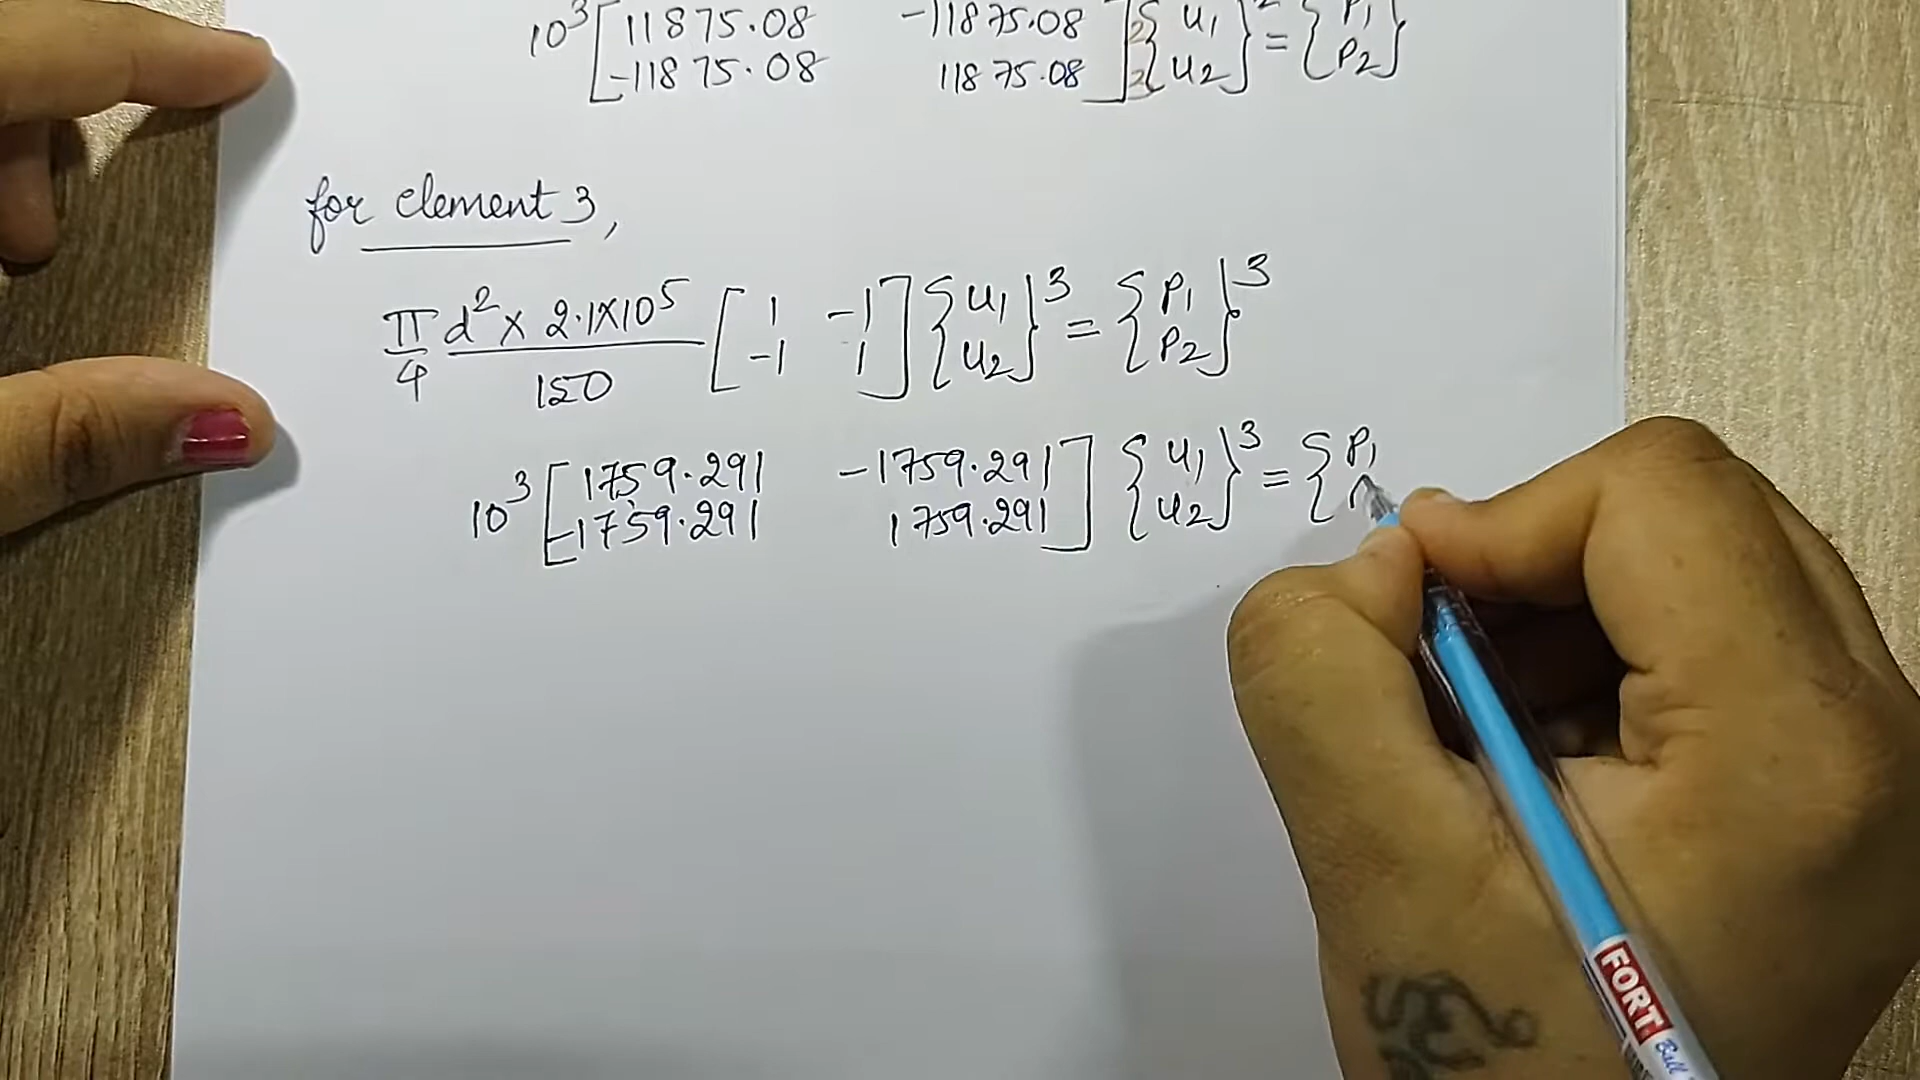 10³ [ 11875.08 -11875.08 ] { u1 }² = { P1 }
[ -11875.08 11875.08 ] { u2 } { P2 }
for element 3,
π/4 d² × 2.1×10⁵ / 150 [ 1 -1 ] { u1 }³ = { P1 }³
[ -1 1 ] { u2 } { P2 }
10³ [ 1759.291 -1759.291 ] { u1 }³ = { P1
[ -1759.291 1759.291 ] { u2 }
FORT
Ball